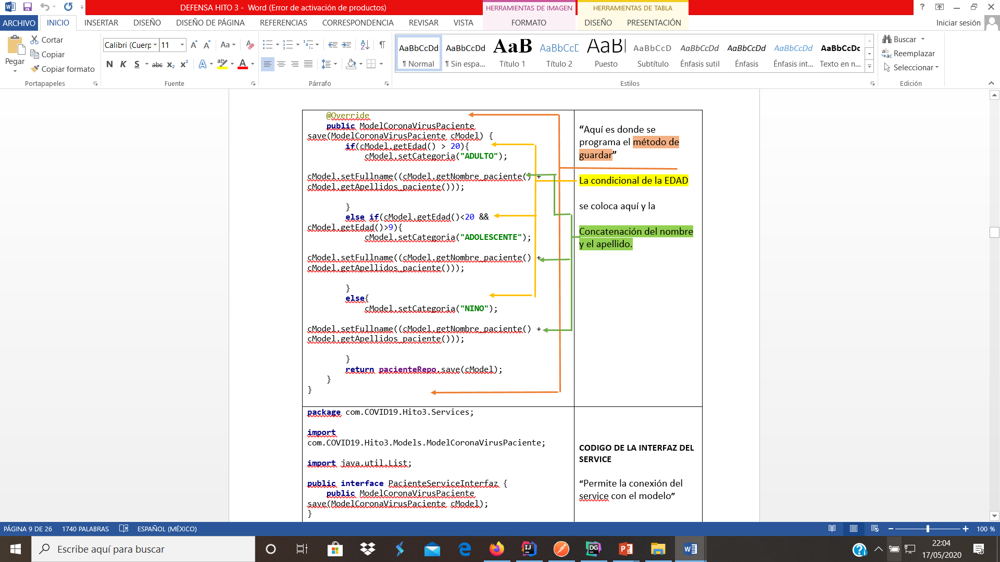 DEFENSA HITO 3 - Word (Error de activación de productos)
HERRAMIENTAS DE IMAGEN
HERRAMIENTAS DE TABLA
ARCHIVO
INICIO
INSERTAR
DISEÑO
DISEÑO DE PÁGINA
REFERENCIAS
CORRESPONDENCIA
REVISAR
VISTA
FORMATO
DISEÑO
PRESENTACIÓN
Iniciar sesión
Pegar
Cortar
Copiar
Copiar formato
Portapapeles
Calibri (Cuerp
11
Aa
N K S abc x₂ x²
Fuente
Párrafo
AaBbCcDd
¶ Normal
AaBbCcDd
¶ Sin espa...
AaB
Título 1
AaBbCcC
Título 2
AaB
Puesto
AaBbCcD
Subtítulo
AaBbCcDd
Énfasis sutil
AaBbCcDd
Énfasis
AaBbCcDd
Énfasis int...
AaBbCcDc
Texto en n...
Estilos
Buscar
Reemplazar
Seleccionar
Edición
@Override
public ModelCoronaVirusPaciente
save(ModelCoronaVirusPaciente cModel) {
if(cModel.getEdad() > 20){
cModel.setCategoria("ADULTO");
cModel.setFullname((cModel.getNombre_paciente() +
cModel.getApellidos_paciente()));
}
else if(cModel.getEdad()<20 &&
cModel.getEdad()>9){
cModel.setCategoria("ADOLESCENTE");
cModel.setFullname((cModel.getNombre_paciente() +
cModel.getApellidos_paciente()));
}
else{
cModel.setCategoria("NINO");
cModel.setFullname((cModel.getNombre_paciente() +
cModel.getApellidos_paciente()));
}
return pacienteRepo.save(cModel);
}
}
“Aquí es donde se
programa el método de
guardar”
La condicional de la EDAD
se coloca aquí y la
Concatenación del nombre
y el apellido.
package com.COVID19.Hito3.Services;
import
com.COVID19.Hito3.Models.ModelCoronaVirusPaciente;
import java.util.List;
public interface PacienteServiceInterfaz {
public ModelCoronaVirusPaciente
save(ModelCoronaVirusPaciente cModel);
}
CODIGO DE LA INTERFAZ DEL
SERVICE
“Permite la conexión del
service con el modelo”
PÁGINA 9 DE 26
1740 PALABRAS
ESPAÑOL (MÉXICO)
100 %
Escribe aquí para buscar
22:04
17/05/2020